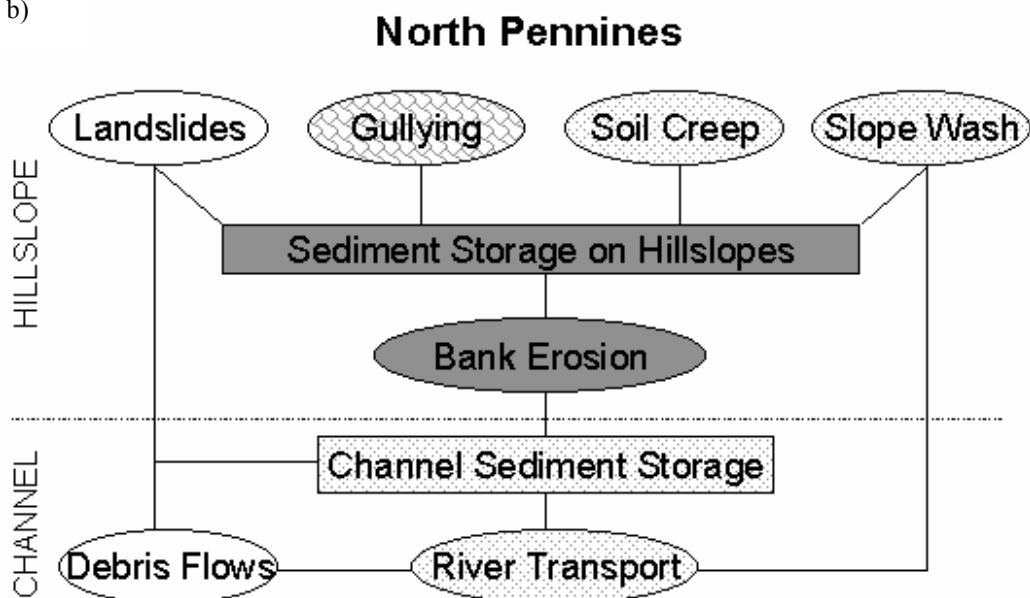 b)
North Pennines
Landslides
Gullying
Soil Creep
Slope Wash
HILLSLOPE
Sediment Storage on Hillslopes
Bank Erosion
CHANNEL
Channel Sediment Storage
Debris Flows
River Transport